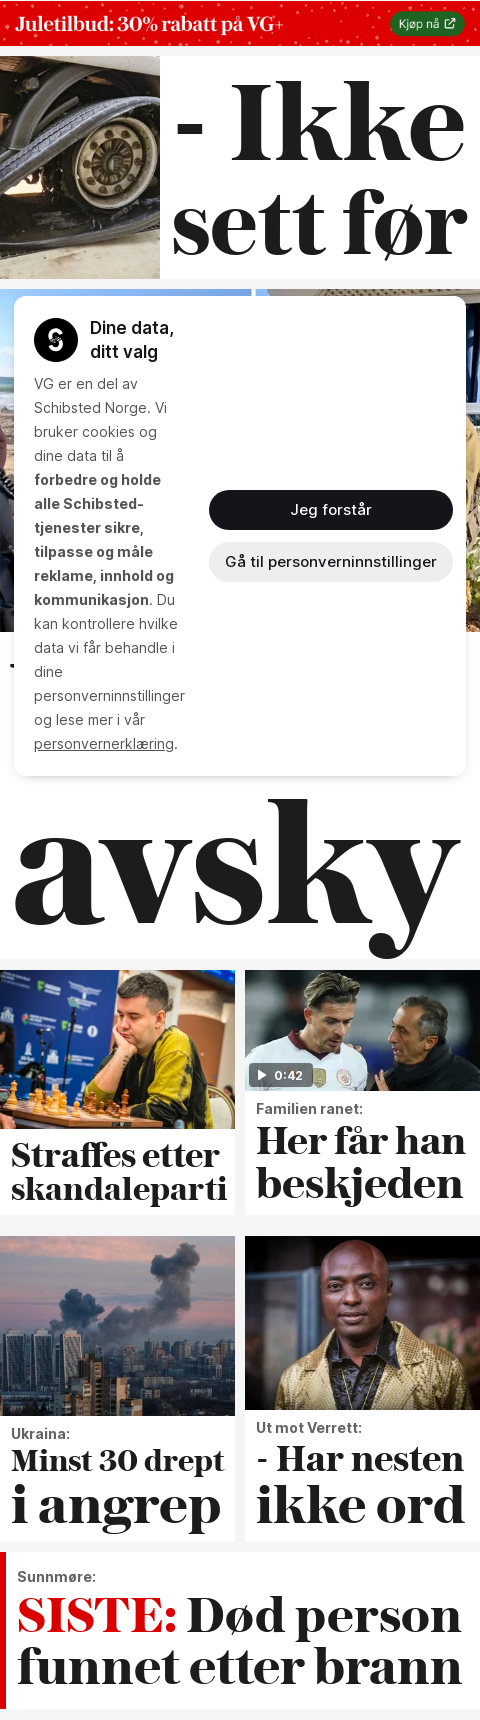 Juletilbud: 30% rabatt på VG+
Kjøp nå
- Ikke
sett før
Dine data,
ditt valg
VG er en del av
Schibsted Norge. Vi
bruker cookies og
dine data til å
forbedre og holde
alle Schibsted-
tjenester sikre,
tilpasse og måle
reklame, innhold og
kommunikasjon. Du
kan kontrollere hvilke
data vi får behandle i
dine
personverninnstillinger
og lese mer i vår
personvernerklæring.
Jeg forstår
Gå til personverninnstillinger
avsky
Straffes etter
skandaleparti
0:42
Familien ranet:
Her får han
beskjeden
Ukraina:
Minst 30 drept
i angrep
Ut mot Verrett:
- Har nesten
ikke ord
Sunnmøre:
SISTE: Død person
funnet etter brann